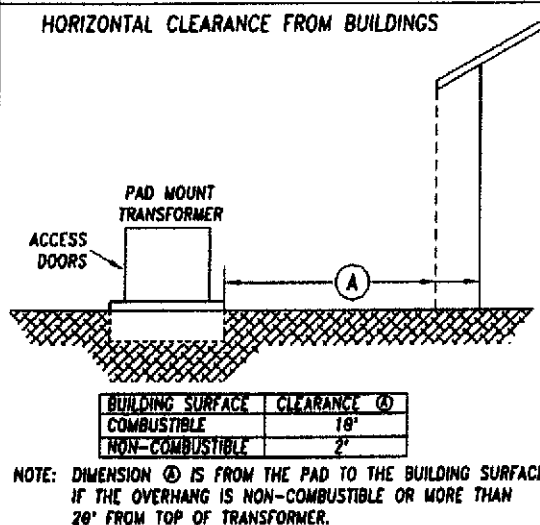 HORIZONTAL CLEARANCE FROM BUILDINGS
PAD MOUNT
TRANSFORMER
ACCESS
DOORS
A
BUILDING SURFACE CLEARANCE Ⓐ
COMBUSTIBLE 10'
NON-COMBUSTIBLE 2'
NOTE: DIMENSION Ⓐ IS FROM THE PAD TO THE BUILDING SURFACE
IF THE OVERHANG IS NON-COMBUSTIBLE OR MORE THAN
20' FROM TOP OF TRANSFORMER.